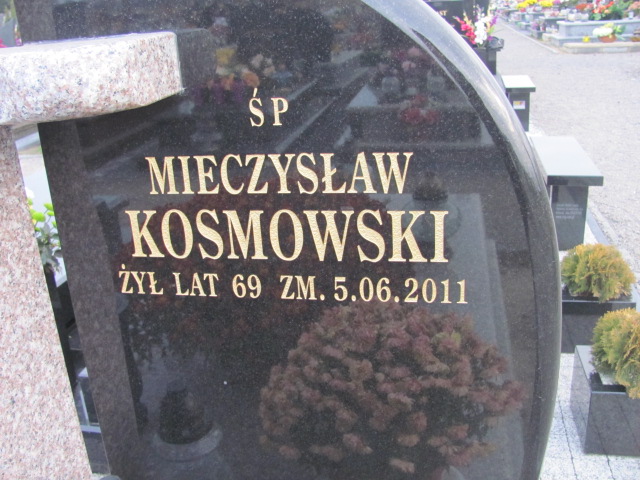 ŚP
MIECZYSŁAW
KOSMOWSKI
ŻYŁ LAT 69 ZM. 5.06.2011